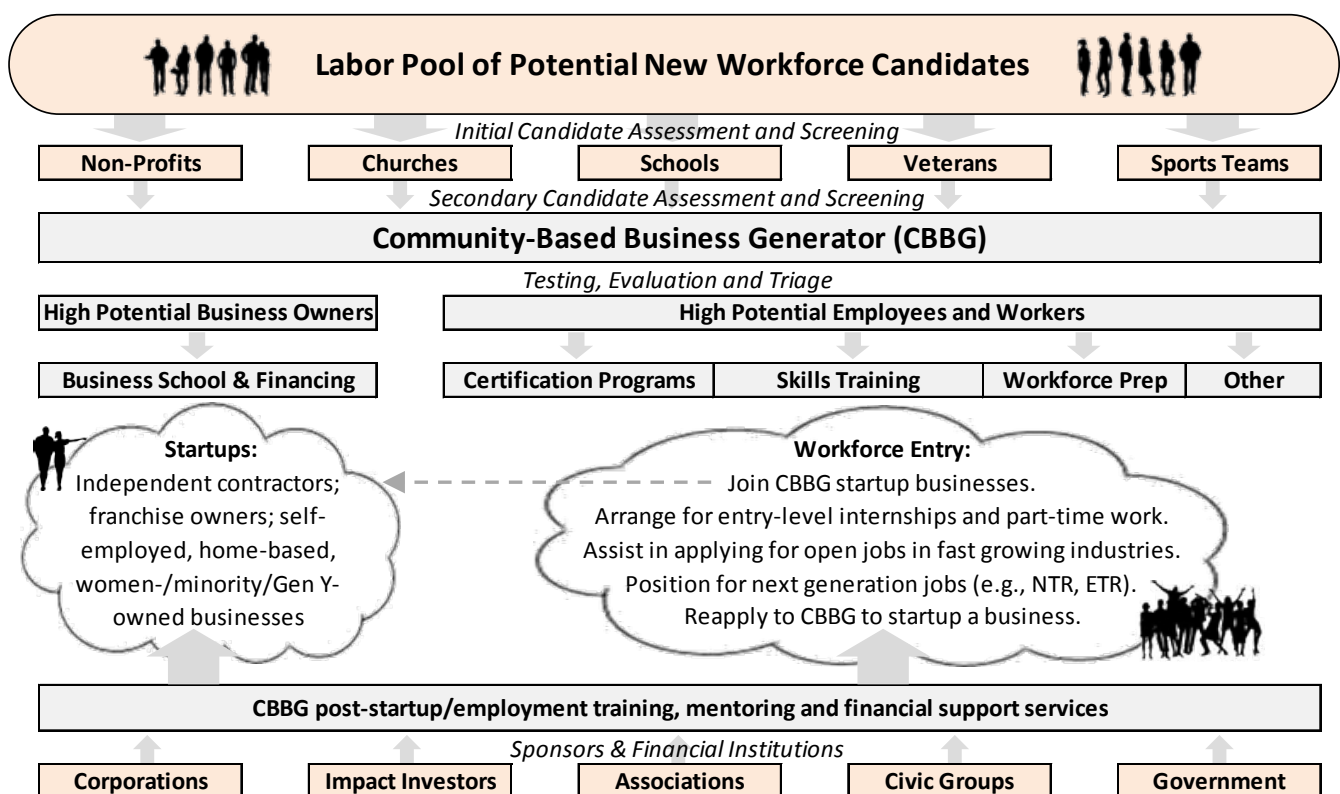 Labor Pool of Potential New Workforce Candidates
Initial Candidate Assessment and Screening
Non-Profits
Churches
Schools
Veterans
Sports Teams
Secondary Candidate Assessment and Screening
Community-Based Business Generator (CBBG)
Testing, Evaluation and Triage
High Potential Business Owners
High Potential Employees and Workers
Business School & Financing
Certification Programs
Skills Training
Workforce Prep
Other
Startups:
Independent contractors;
franchise owners; self-
employed, home-based,
women-/minority/Gen Y-
owned businesses
Workforce Entry:
Join CBBG startup businesses.
Arrange for entry-level internships and part-time work.
Assist in applying for open jobs in fast growing industries.
Position for next generation jobs (e.g., NTR, ETR).
Reapply to CBBG to startup a business.
CBBG post-startup/employment training, mentoring and financial support services
Sponsors & Financial Institutions
Corporations
Impact Investors
Associations
Civic Groups
Government